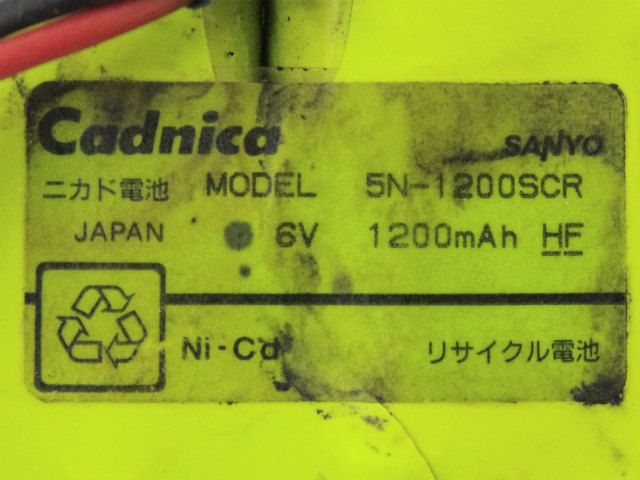 Cadnica SANYO
ニカド電池 MODEL 5N-1200SCR
JAPAN 6V 1200mAh HF
Ni-Cd リサイクル電池